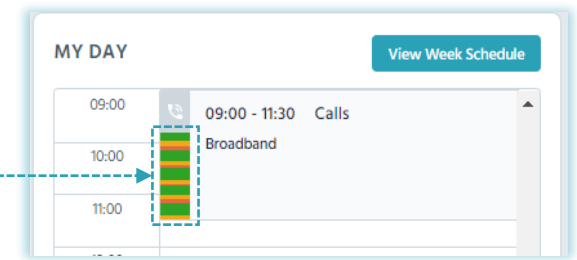 MY DAY
View Week Schedule
09:00
09:00 - 11:30 Calls
Broadband
10:00
11:00